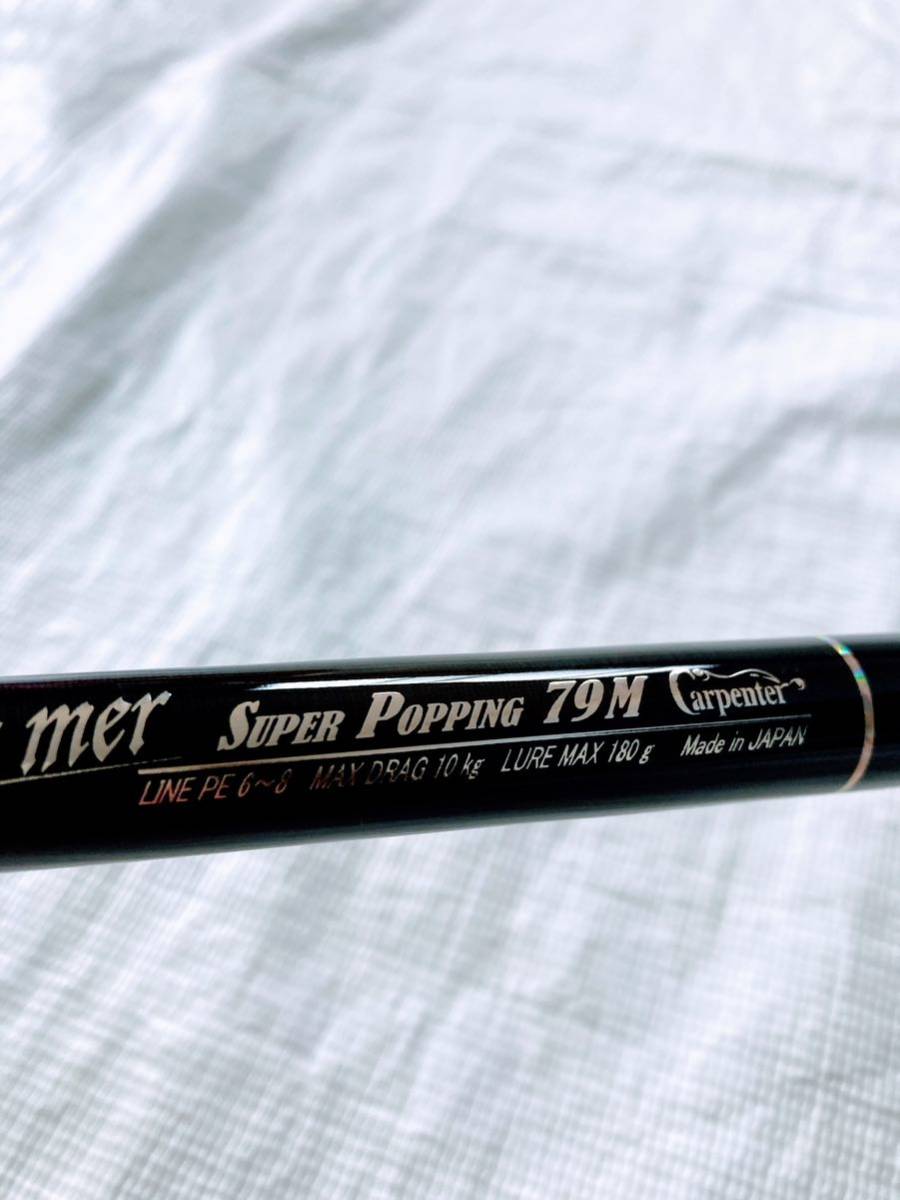 mer SUPER POPPING 79M Carpenter
LINE PE 6~8 MAX DRAG 10 kg LURE MAX 180 g Made in JAPAN